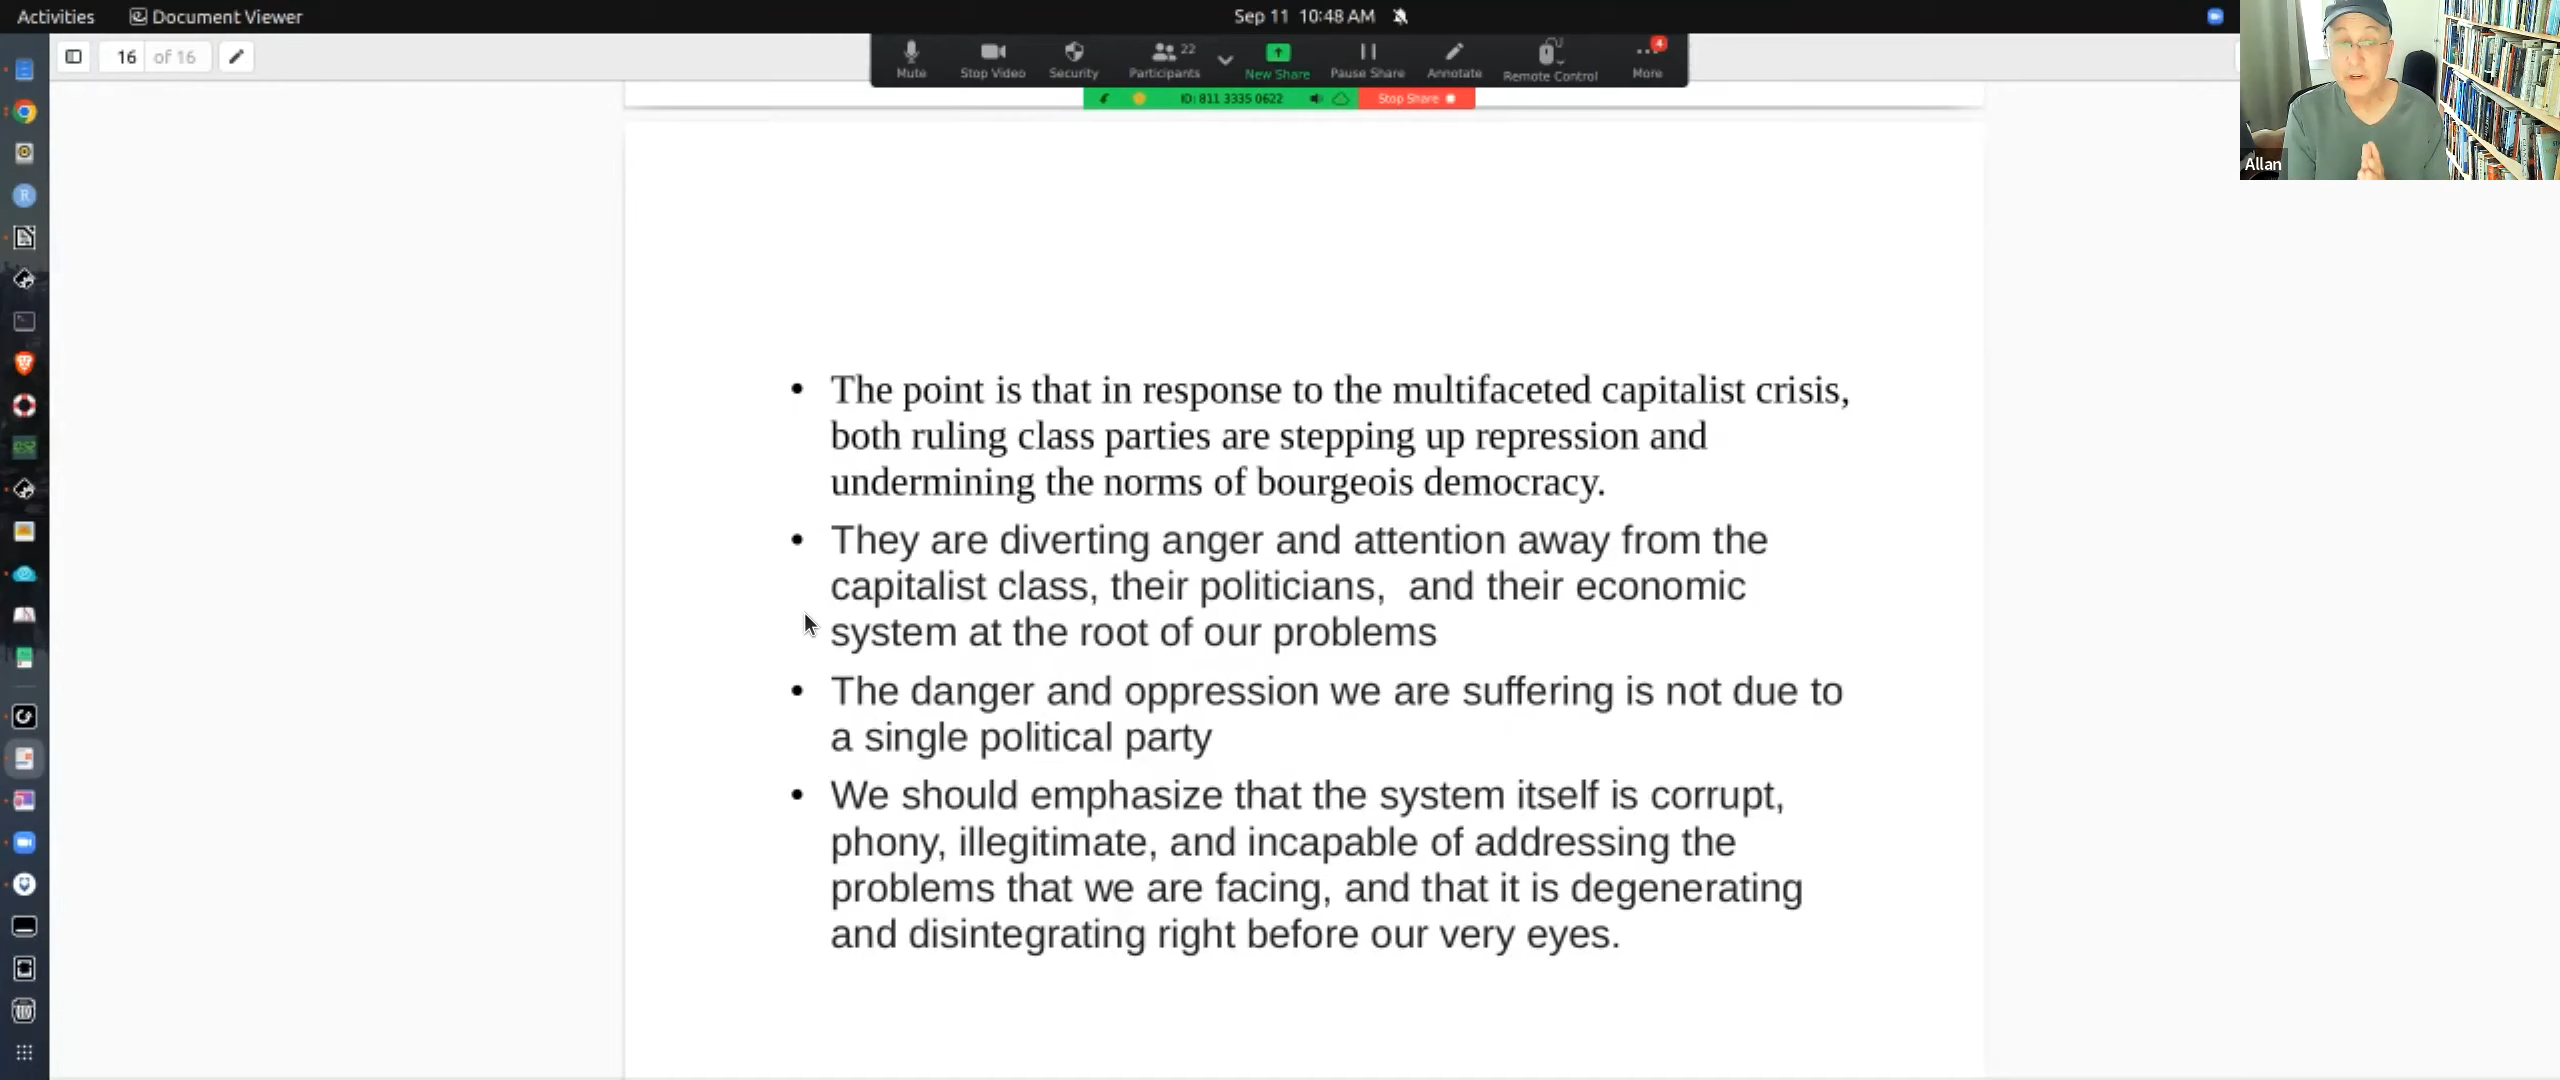 Activities Document Viewer Sep 11 10:48 AM
16 of 16
Mute Stop Video Security Participants 22 New Share Pause Share Annotate Remote Control More 4
ID: 811 3335 0622 Stop Share
Allan
• The point is that in response to the multifaceted capitalist crisis,
both ruling class parties are stepping up repression and
undermining the norms of bourgeois democracy.
• They are diverting anger and attention away from the
capitalist class, their politicians,  and their economic
system at the root of our problems
• The danger and oppression we are suffering is not due to
a single political party
• We should emphasize that the system itself is corrupt,
phony, illegitimate, and incapable of addressing the
problems that we are facing, and that it is degenerating
and disintegrating right before our very eyes.